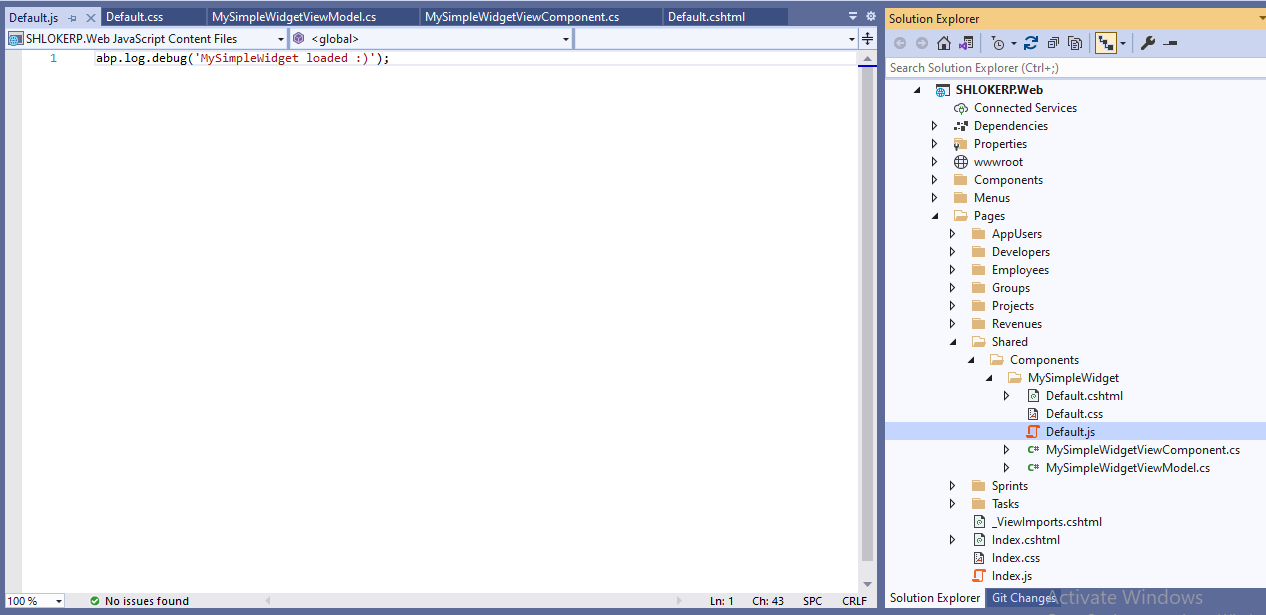 Default.js
Default.css
MySimpleWidgetViewModel.cs
MySimpleWidgetViewComponent.cs
Default.cshtml
SHLOKERP.Web JavaScript Content Files
<global>
1 abp.log.debug('MySimpleWidget loaded :)');
100 %
No issues found
Ln: 1
Ch: 43
SPC
CRLF
Solution Explorer
Search Solution Explorer (Ctrl+;)
SHLOKERP.Web
Connected Services
Dependencies
Properties
wwwroot
Components
Menus
Pages
AppUsers
Developers
Employees
Groups
Projects
Revenues
Shared
Components
MySimpleWidget
Default.cshtml
Default.css
Default.js
C# MySimpleWidgetViewComponent.cs
C# MySimpleWidgetViewModel.cs
Sprints
Tasks
_ViewImports.cshtml
Index.cshtml
Index.css
Index.js
Solution Explorer
Git Changes
Activate Windows